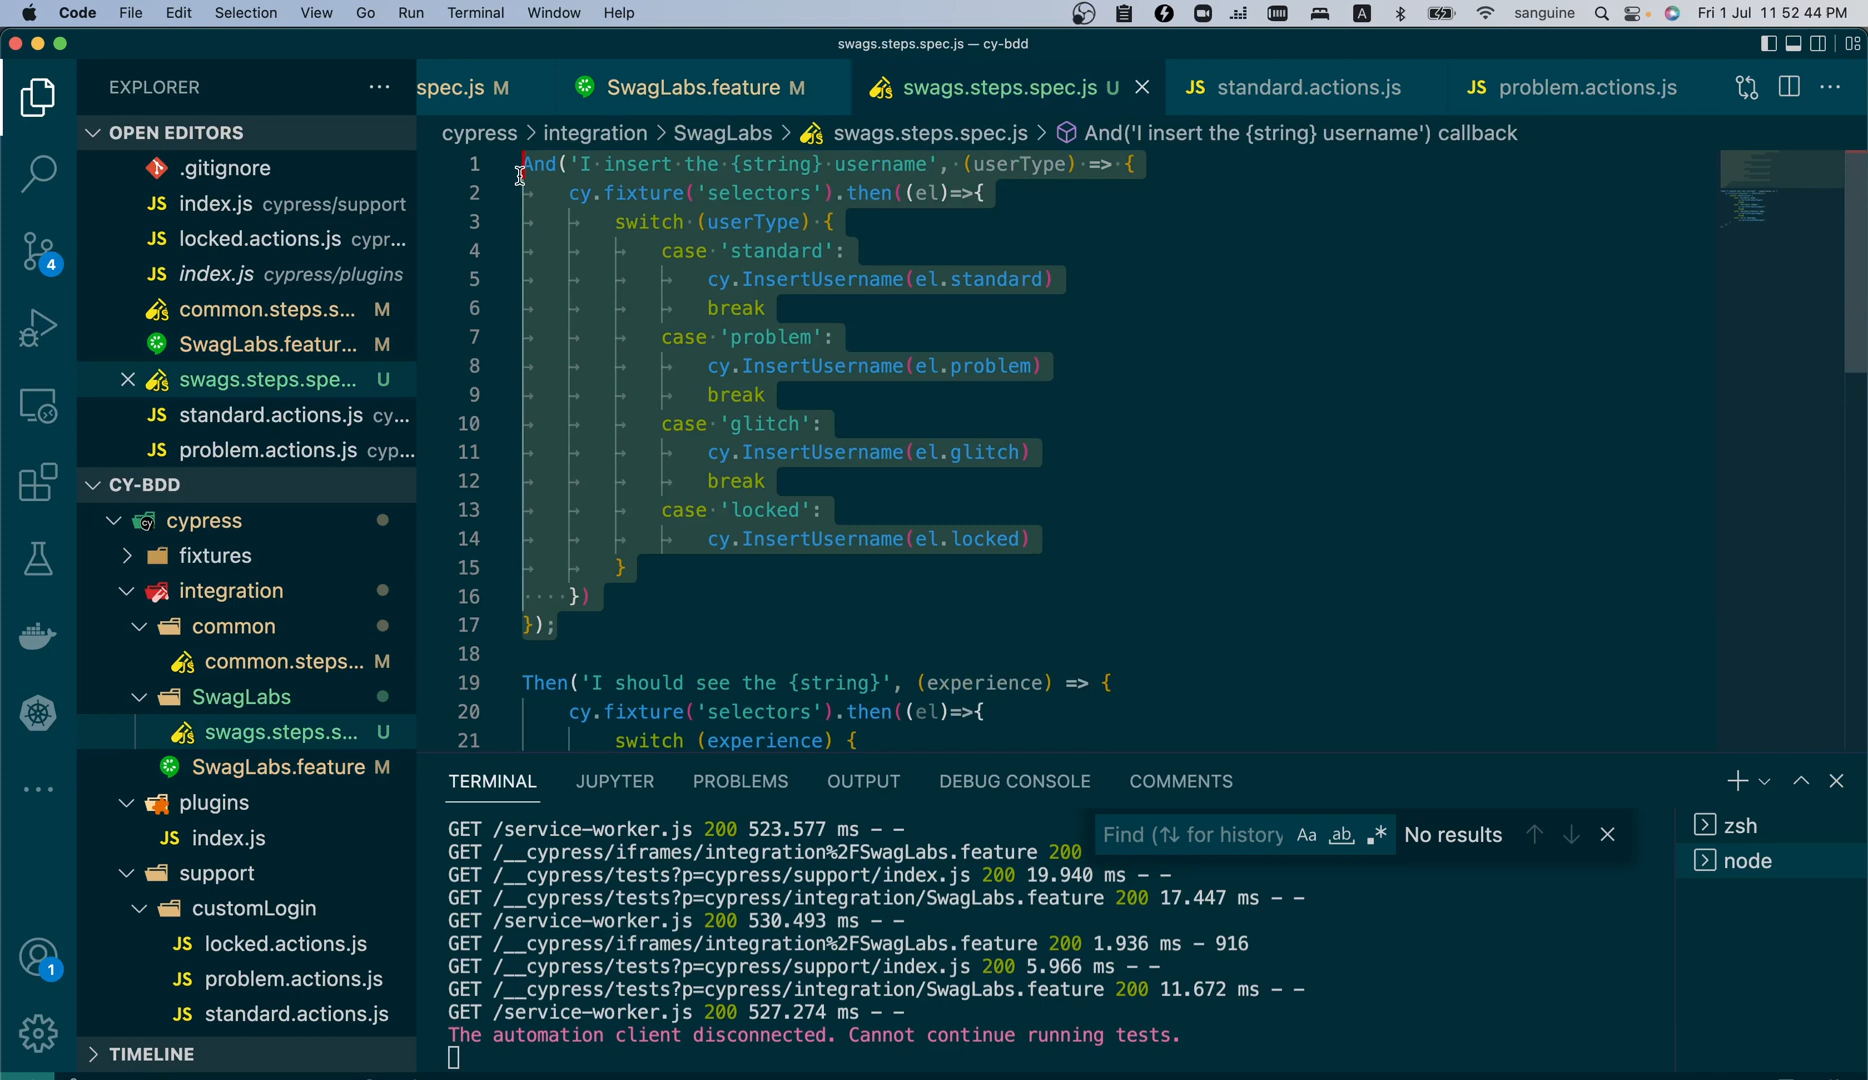 Code File Edit Selection View Go Run Terminal Window Help
A
sanguine
Fri 1 Jul 11 52 44 PM
swags.steps.spec.js — cy-bdd
EXPLORER
spec.js M
SwagLabs.feature M
swags.steps.spec.js U
JS standard.actions.js
JS problem.actions.js
cypress > integration > SwagLabs > swags.steps.spec.js > And('I insert the {string} username') callback
OPEN EDITORS
.gitignore
JS index.js cypress/support
JS locked.actions.js cypr...
JS index.js cypress/plugins
common.steps.s... M
SwagLabs.featur... M
swags.steps.spe... U
JS standard.actions.js cy...
JS problem.actions.js cyp...
CY-BDD
cypress
fixtures
integration
common
common.steps... M
SwagLabs
swags.steps.s... U
SwagLabs.feature M
plugins
JS index.js
support
customLogin
JS locked.actions.js
JS problem.actions.js
JS standard.actions.js
TIMELINE
4
1
1 And('I insert the {string} username', (userType) => {
2 cy.fixture('selectors').then((el)=>{
3 switch (userType) {
4 case 'standard':
5 cy.InsertUsername(el.standard)
6 break
7 case 'problem':
8 cy.InsertUsername(el.problem)
9 break
10 case 'glitch':
11 cy.InsertUsername(el.glitch)
12 break
13 case 'locked':
14 cy.InsertUsername(el.locked)
15 }
16 })
17 });
18
19 Then('I should see the {string}', (experience) => {
20 cy.fixture('selectors').then((el)=>{
21 switch (experience) {
TERMINAL JUPYTER PROBLEMS OUTPUT DEBUG CONSOLE COMMENTS
GET /service-worker.js 200 523.577 ms - -
GET /__cypress/iframes/integration%2FSwagLabs.feature 200
GET /__cypress/tests?p=cypress/support/index.js 200 19.940 ms - -
GET /__cypress/tests?p=cypress/integration/SwagLabs.feature 200 17.447 ms - -
GET /service-worker.js 200 530.493 ms - -
GET /__cypress/iframes/integration%2FSwagLabs.feature 200 1.936 ms - 916
GET /__cypress/tests?p=cypress/support/index.js 200 5.966 ms - -
GET /__cypress/tests?p=cypress/integration/SwagLabs.feature 200 11.672 ms - -
GET /service-worker.js 200 527.274 ms - -
The automation client disconnected. Cannot continue running tests.
Find (⇅ for history Aa ab .* No results
zsh
node